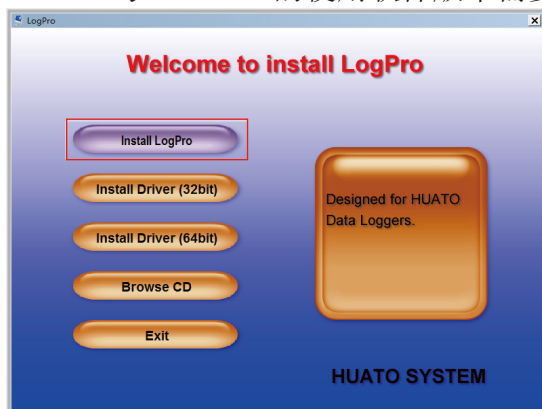 LogPro
Welcome to install LogPro
Install LogPro
Install Driver (32bit)
Install Driver (64bit)
Browse CD
Exit
Designed for HUATO
Data Loggers.
HUATO SYSTEM